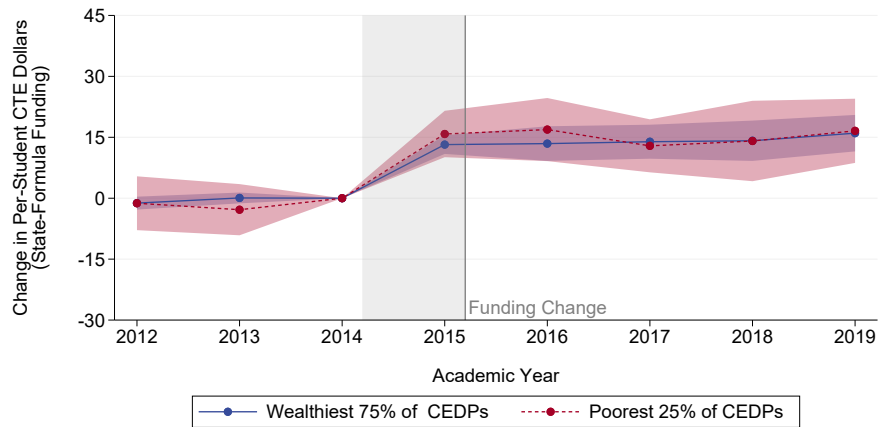 Change in Per-Student CTE Dollars
(State-Formula Funding)
45
30
15
0
-15
-30
Funding Change
2012 2013 2014 2015 2016 2017 2018 2019
Academic Year
Wealthiest 75% of CEDPs Poorest 25% of CEDPs